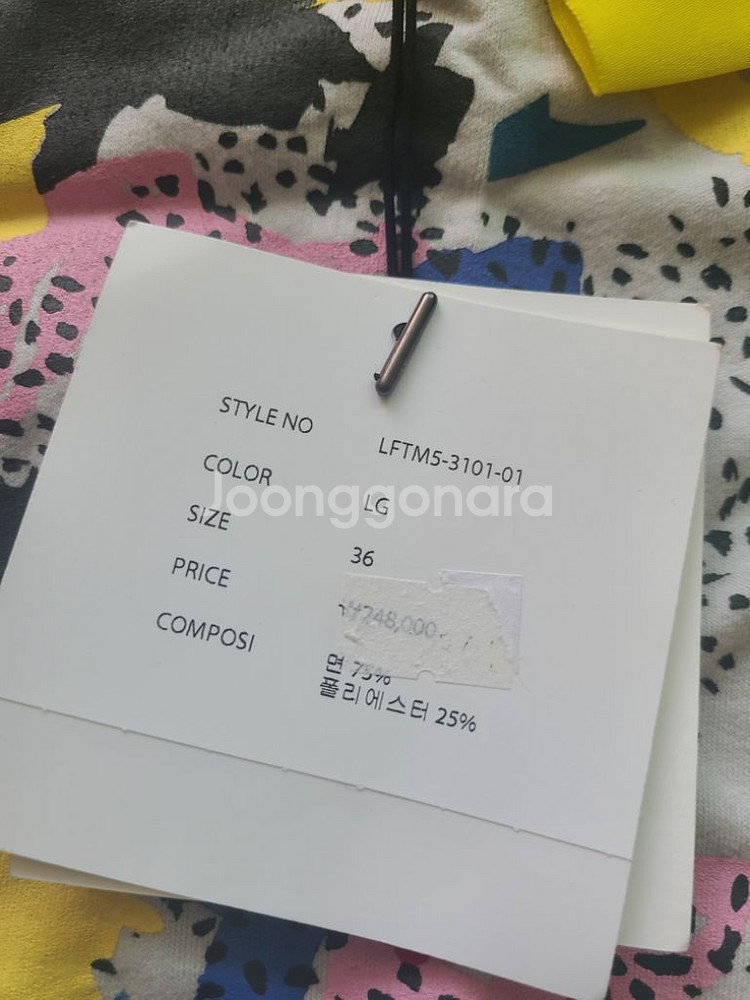 STYLE NO LFTM5-3101-01
COLOR LG
Joonggonara
SIZE 36
PRICE ₩248,000
COMPOSI 면 75%
폴리에스터 25%